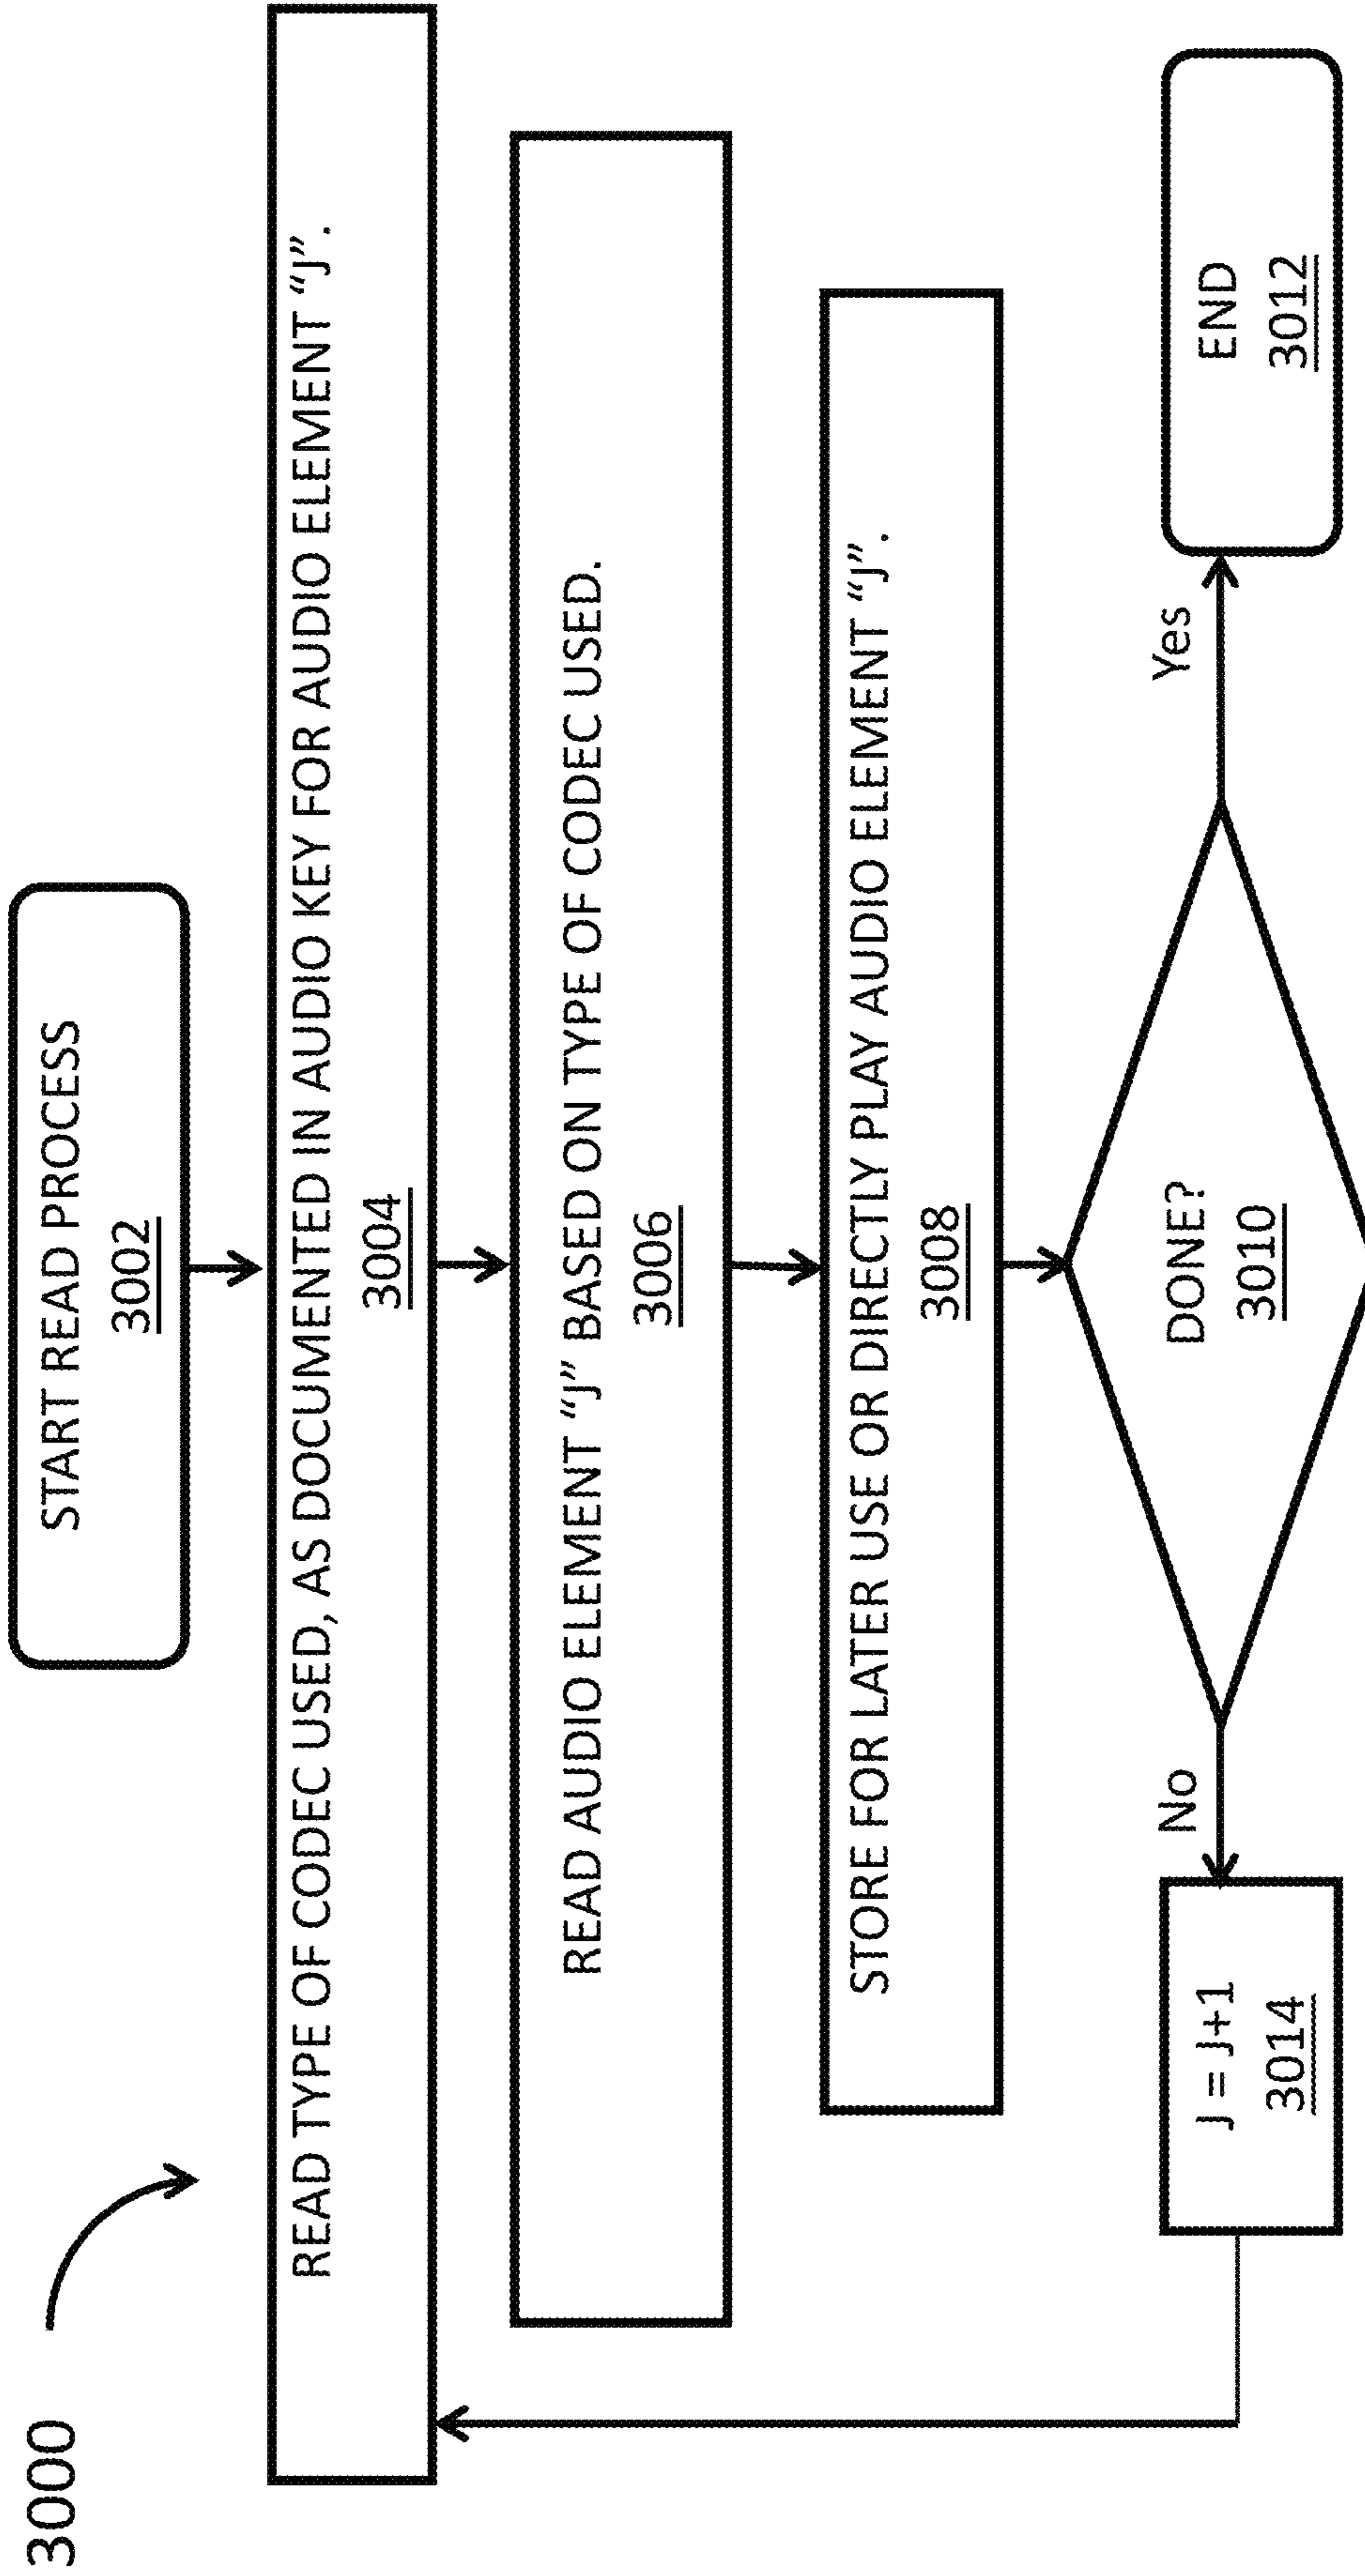 3000
START READ PROCESS
3002
READ TYPE OF CODEC USED, AS DOCUMENTED IN AUDIO KEY FOR AUDIO ELEMENT “J”.
3004
READ AUDIO ELEMENT “J” BASED ON TYPE OF CODEC USED.
3006
STORE FOR LATER USE OR DIRECTLY PLAY AUDIO ELEMENT “J”.
3008
DONE?
3010
No
Yes
J = J+1
3014
END
3012